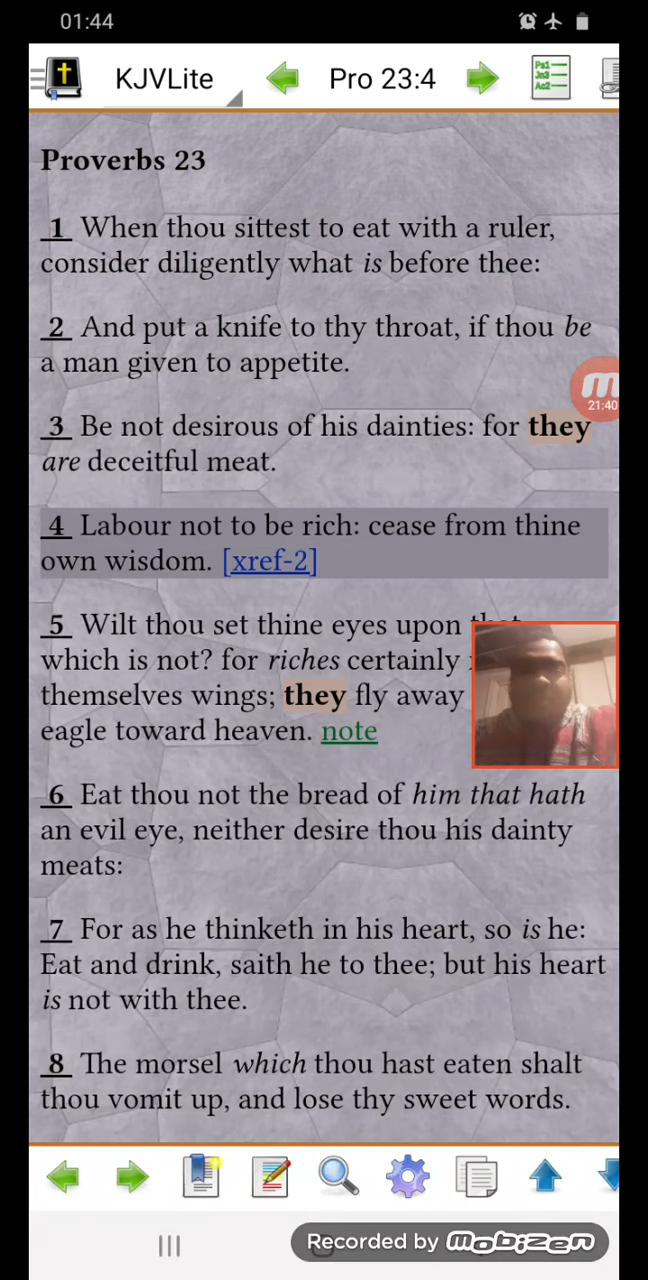 01:44
KJVLite
Pro 23:4
Ps1
Jn3
Ac2
Proverbs 23
1 When thou sittest to eat with a ruler,
consider diligently what is before thee:
2 And put a knife to thy throat, if thou be
a man given to appetite.
21:40
3 Be not desirous of his dainties: for they
are deceitful meat.
4 Labour not to be rich: cease from thine
own wisdom. [xref-2]
5 Wilt thou set thine eyes upon that
which is not? for riches certainly
themselves wings; they fly away
eagle toward heaven. note
6 Eat thou not the bread of him that hath
an evil eye, neither desire thou his dainty
meats:
7 For as he thinketh in his heart, so is he:
Eat and drink, saith he to thee; but his heart
is not with thee.
8 The morsel which thou hast eaten shalt
thou vomit up, and lose thy sweet words.
Recorded by mobizen